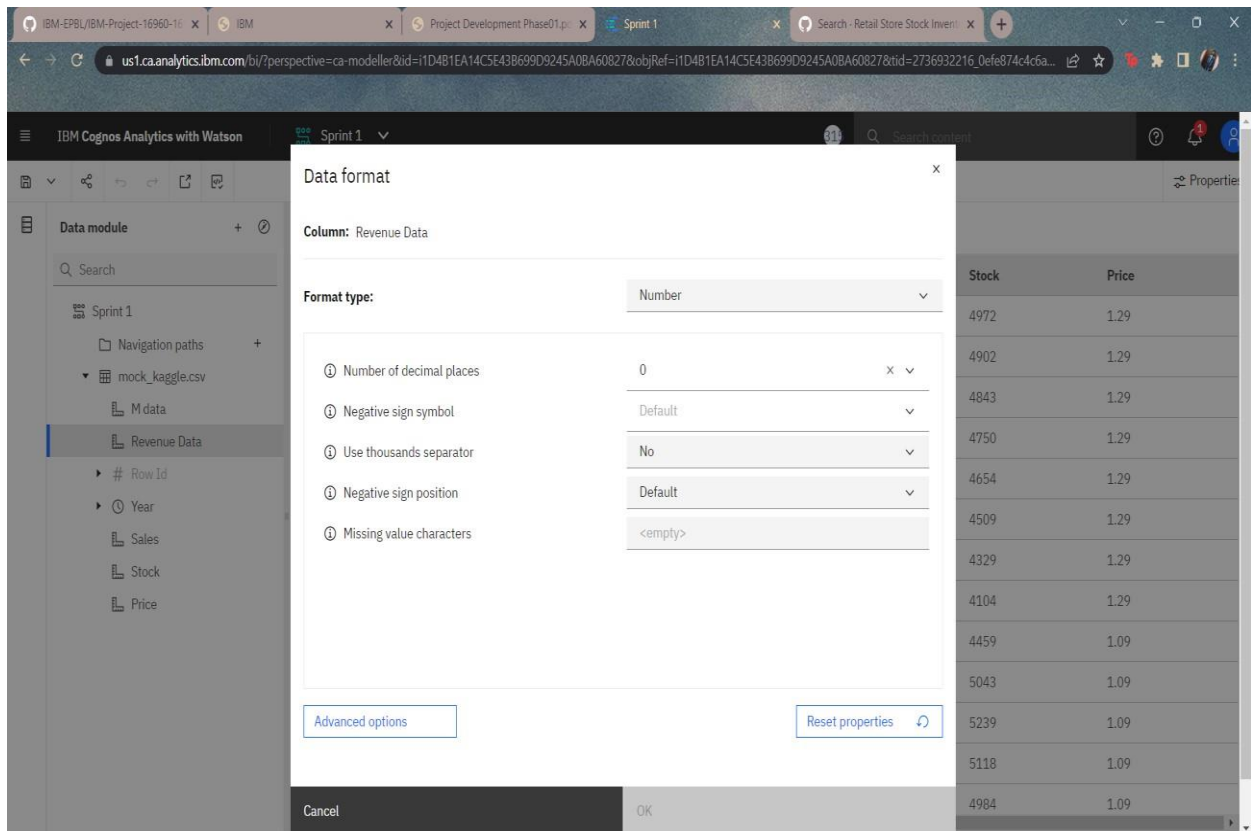 IBM-EPBL/IBM-Project-16960-16
IBM
Project Development Phase01.p
Sprint 1
Search · Retail Store Stock Invent
us1.ca.analytics.ibm.com/bi/?perspective=ca-modeller&id=i1D4B1EA14C5E43B699D9245A0BA60827&objRef=i1D4B1EA14C5E43B699D9245A0BA60827&tid=2736932216_0efe874c4c6a...
IBM Cognos Analytics with Watson
Sprint 1
Search content
1
Properties
Data module
Search
Sprint 1
Navigation paths
mock_kaggle.csv
M data
Revenue Data
# Row Id
Year
Sales
Stock
Price
Data format
Column: Revenue Data
Format type: Number
Number of decimal places 0
Negative sign symbol Default
Use thousands separator No
Negative sign position Default
Missing value characters <empty>
Advanced options
Reset properties
Cancel
OK
Stock Price
4972 1.29
4902 1.29
4843 1.29
4750 1.29
4654 1.29
4509 1.29
4329 1.29
4104 1.29
4459 1.09
5043 1.09
5239 1.09
5118 1.09
4984 1.09